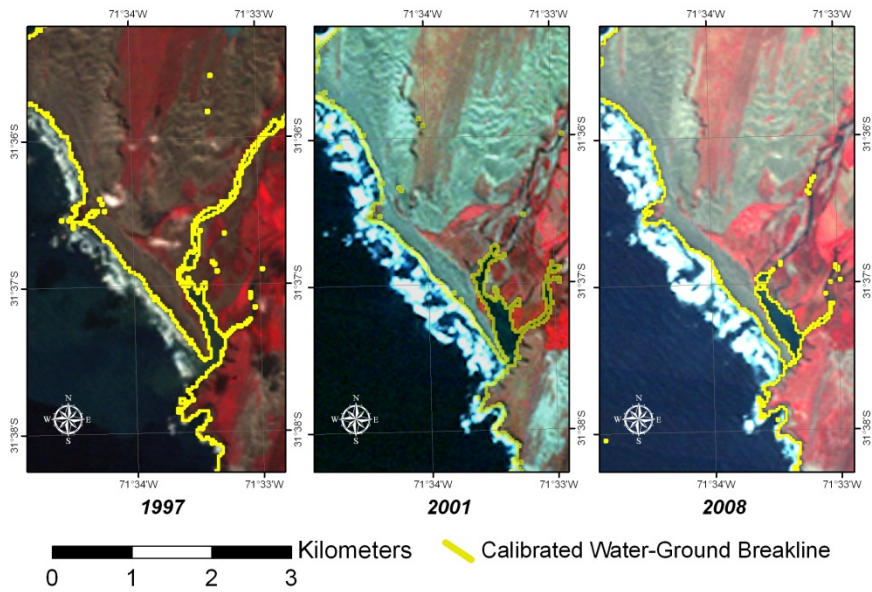 71°34'W 71°33'W 71°34'W 71°33'W 71°34'W 71°33'W
31°36'S 31°36'S 31°36'S 31°36'S
31°37'S 31°37'S 31°37'S 31°37'S
N N N
W E W E W E
S S S
31°38'S 31°38'S 31°38'S 31°38'S
71°34'W 71°33'W 71°34'W 71°33'W 71°34'W 71°33'W
1997 2001 2008
Kilometers Calibrated Water-Ground Breakline
0 1 2 3